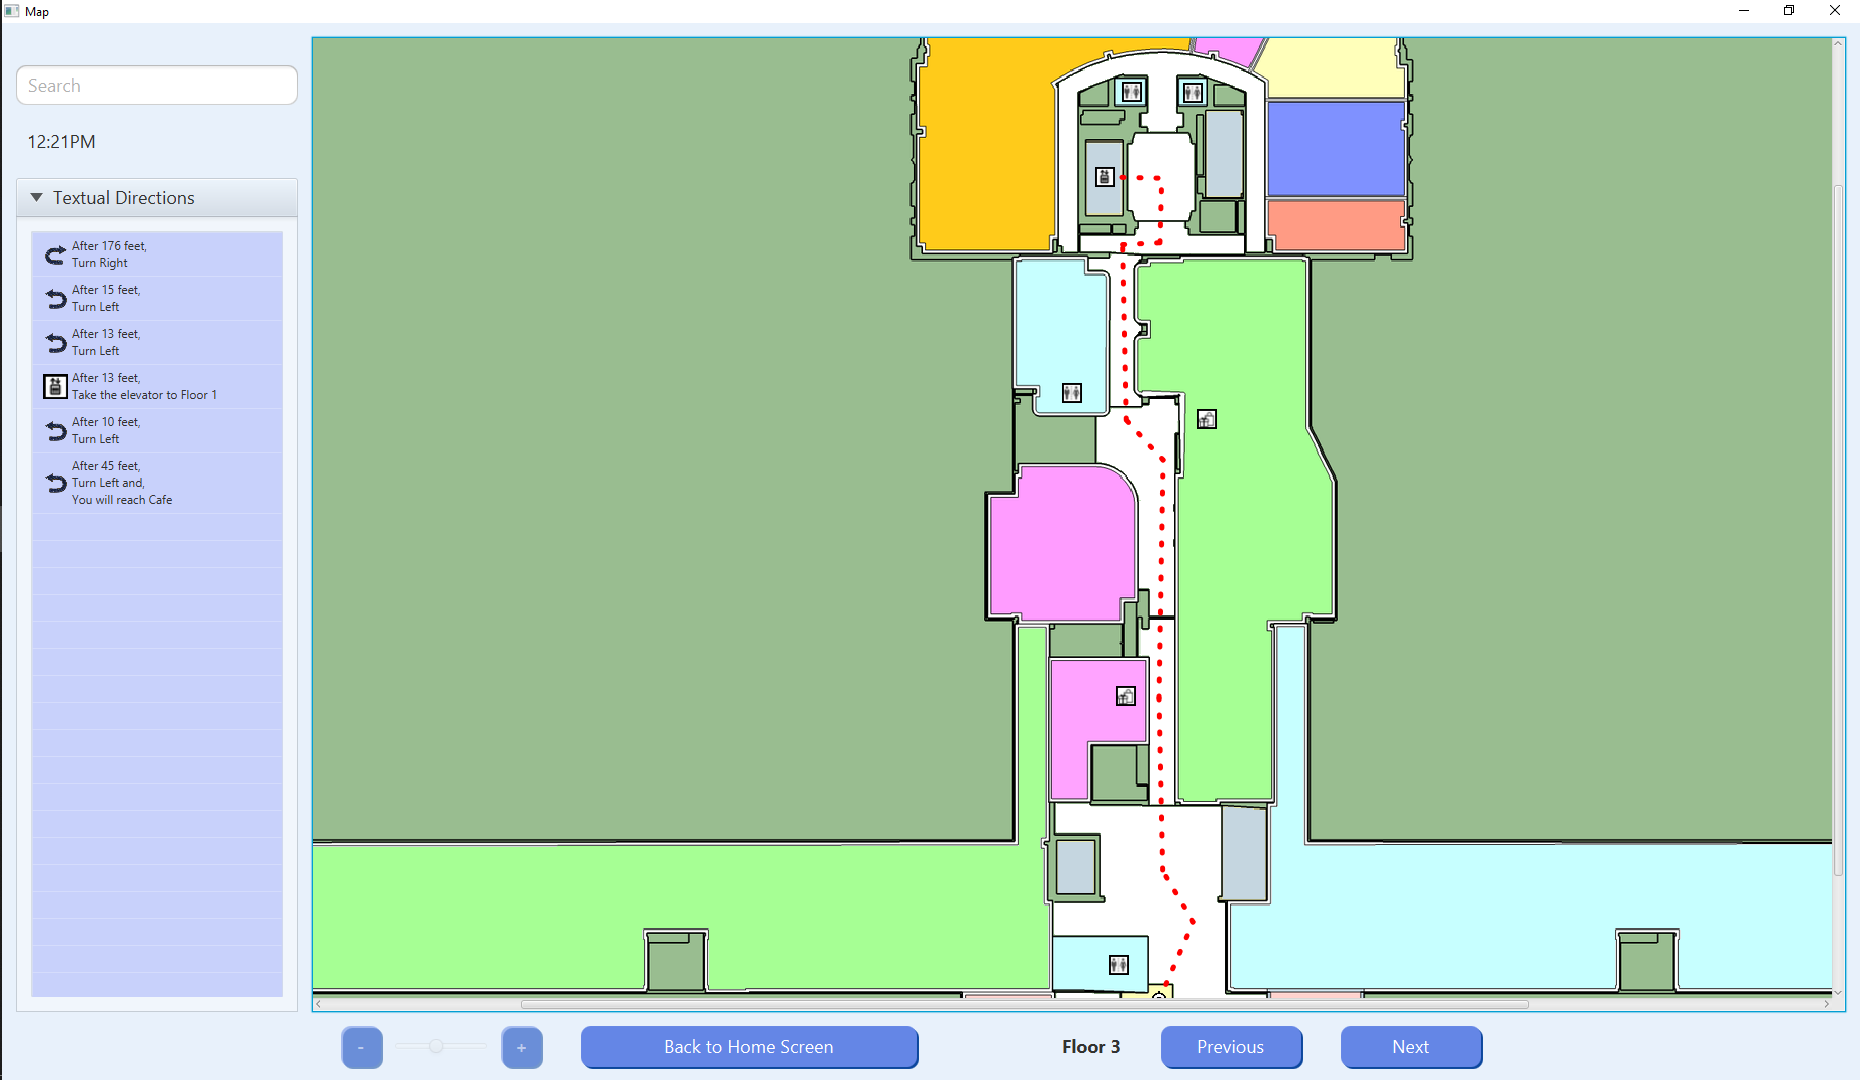 Map
Search
12:21PM
Textual Directions
After 176 feet,
Turn Right
After 15 feet,
Turn Left
After 13 feet,
Turn Left
After 13 feet,
Take the elevator to Floor 1
After 10 feet,
Turn Left
After 45 feet,
Turn Left and,
You will reach Cafe
-
+
Back to Home Screen
Floor 3
Previous
Next